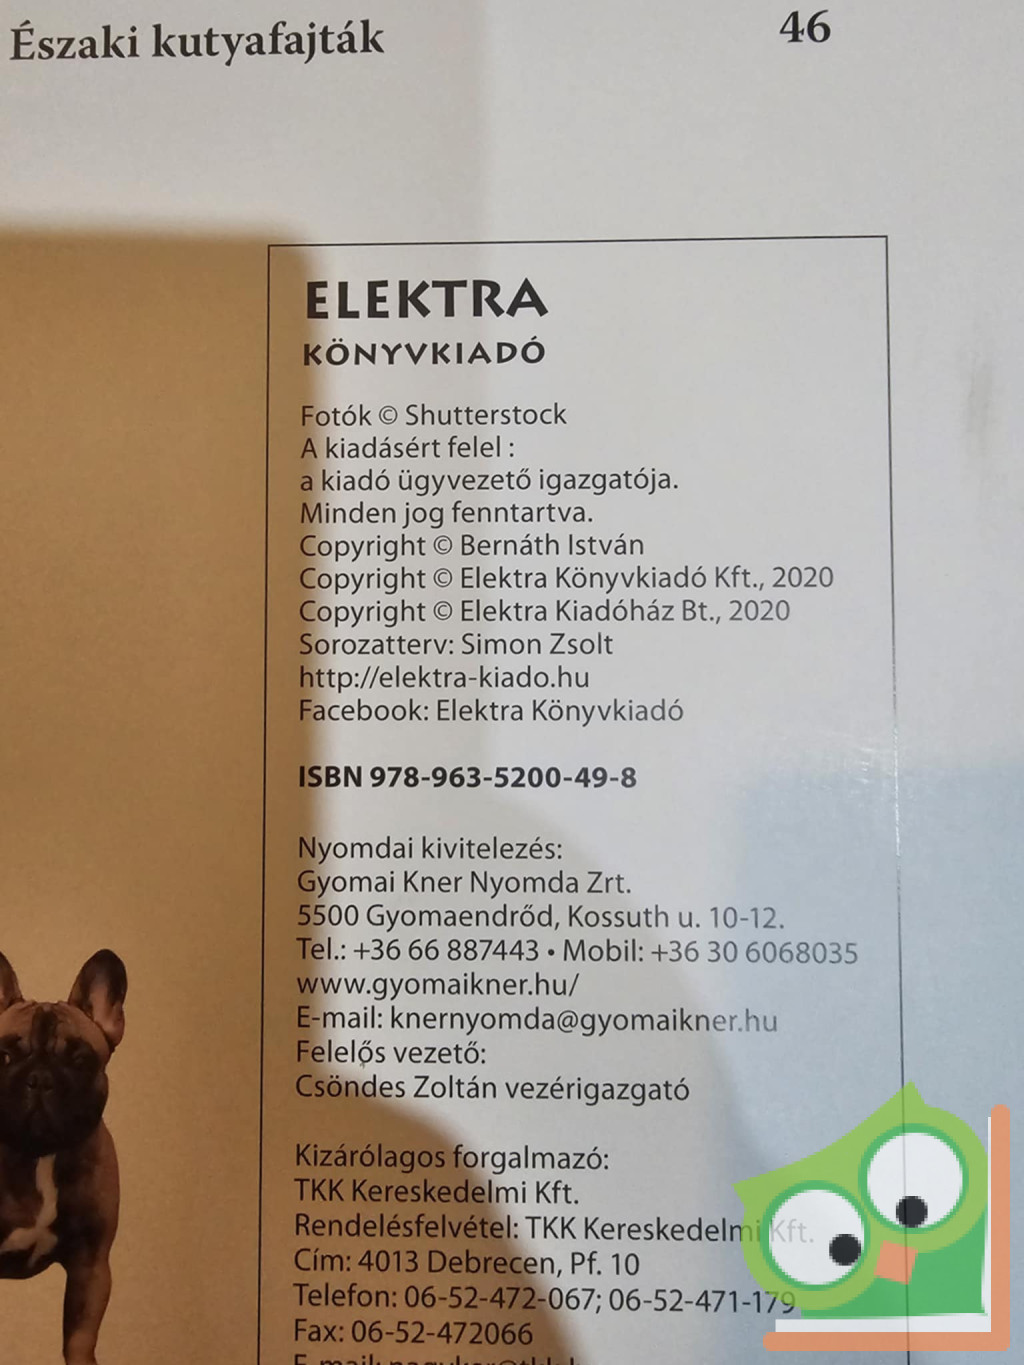 Északi kutyafajták 46
ELEKTRA
KÖNYVKIADÓ
Fotók © Shutterstock
A kiadásért felel :
a kiadó ügyvezető igazgatója.
Minden jog fenntartva.
Copyright © Bernáth István
Copyright © Elektra Könyvkiadó Kft., 2020
Copyright © Elektra Kiadóház Bt., 2020
Sorozatterv: Simon Zsolt
http://elektra-kiado.hu
Facebook: Elektra Könyvkiadó
ISBN 978-963-5200-49-8
Nyomdai kivitelezés:
Gyomai Kner Nyomda Zrt.
5500 Gyomaendrőd, Kossuth u. 10-12.
Tel.: +36 66 887443 • Mobil: +36 30 6068035
www.gyomaikner.hu/
E-mail: knernyomda@gyomaikner.hu
Felelős vezető:
Csöndes Zoltán vezérigazgató
Kizárólagos forgalmazó:
TKK Kereskedelmi Kft.
Rendelésfelvétel: TKK Kereskedelmi Kft.
Cím: 4013 Debrecen, Pf. 10
Telefon: 06-52-472-067; 06-52-471-179
Fax: 06-52-472066
E-mail: